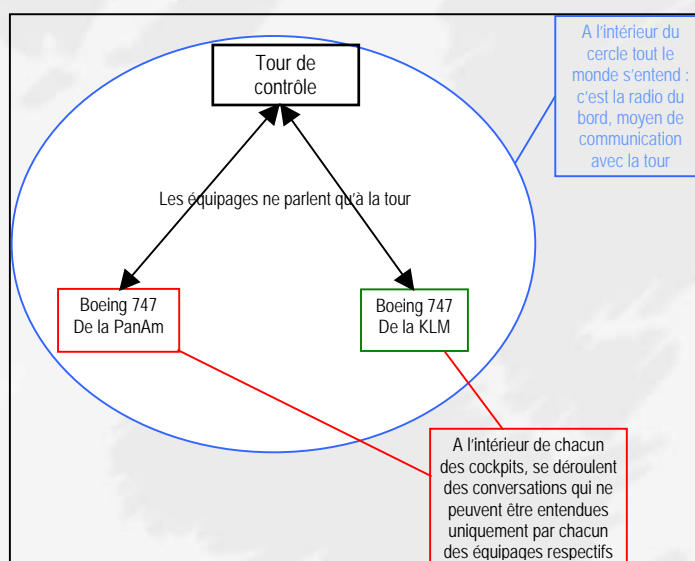 A l'intérieur du
cercle tout le
monde s'entend :
c'est la radio du
bord, moyen de
communication
avec la tour
Tour de
contrôle
Les équipages ne parlent qu'à la tour
Boeing 747
De la PanAm
Boeing 747
De la KLM
A l'intérieur de chacun
des cockpits, se déroulent
des conversations qui ne
peuvent être entendues
uniquement par chacun
des équipages respectifs